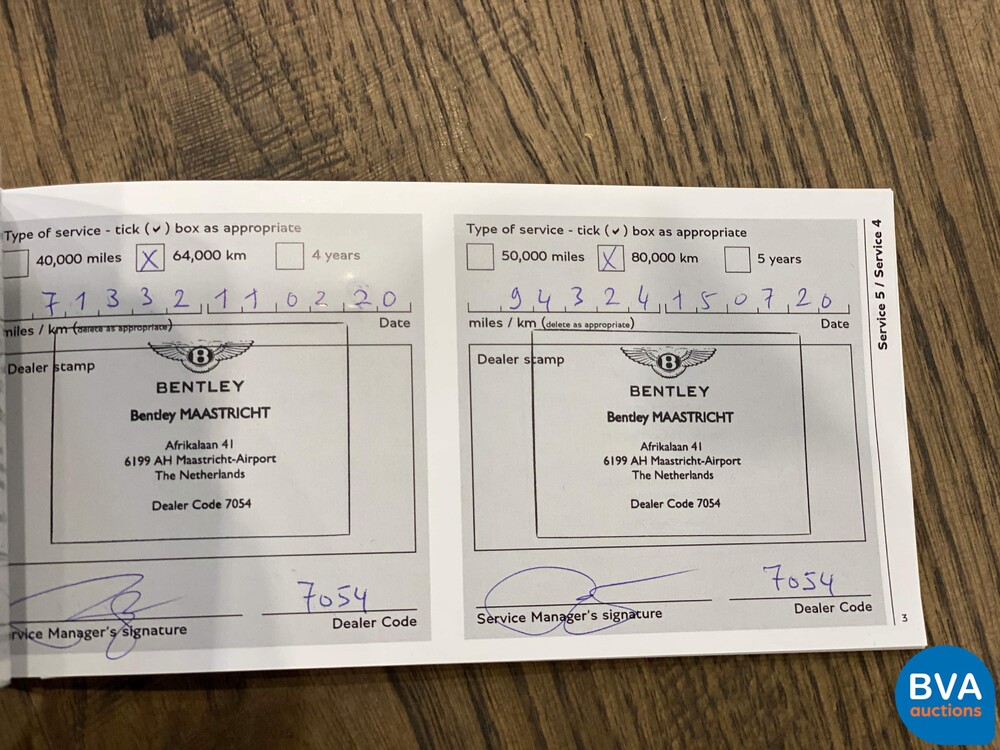 Type of service - tick (✓) box as appropriate
40,000 miles X 64,000 km 4 years
71332 110220
miles / km (delete as appropriate) Date
Dealer stamp
B
BENTLEY
Bentley MAASTRICHT
Afrikalaan 41
6199 AH Maastricht-Airport
The Netherlands
Dealer Code 7054
7054
rvice Manager's signature Dealer Code
Type of service - tick (✓) box as appropriate
50,000 miles X 80,000 km 5 years
94324 150720
miles / km (delete as appropriate) Date
Dealer stamp
B
BENTLEY
Bentley MAASTRICHT
Afrikalaan 41
6199 AH Maastricht-Airport
The Netherlands
Dealer Code 7054
7054
Service Manager's signature Dealer Code
Service 5 / Service 4
3
BVA
auctions